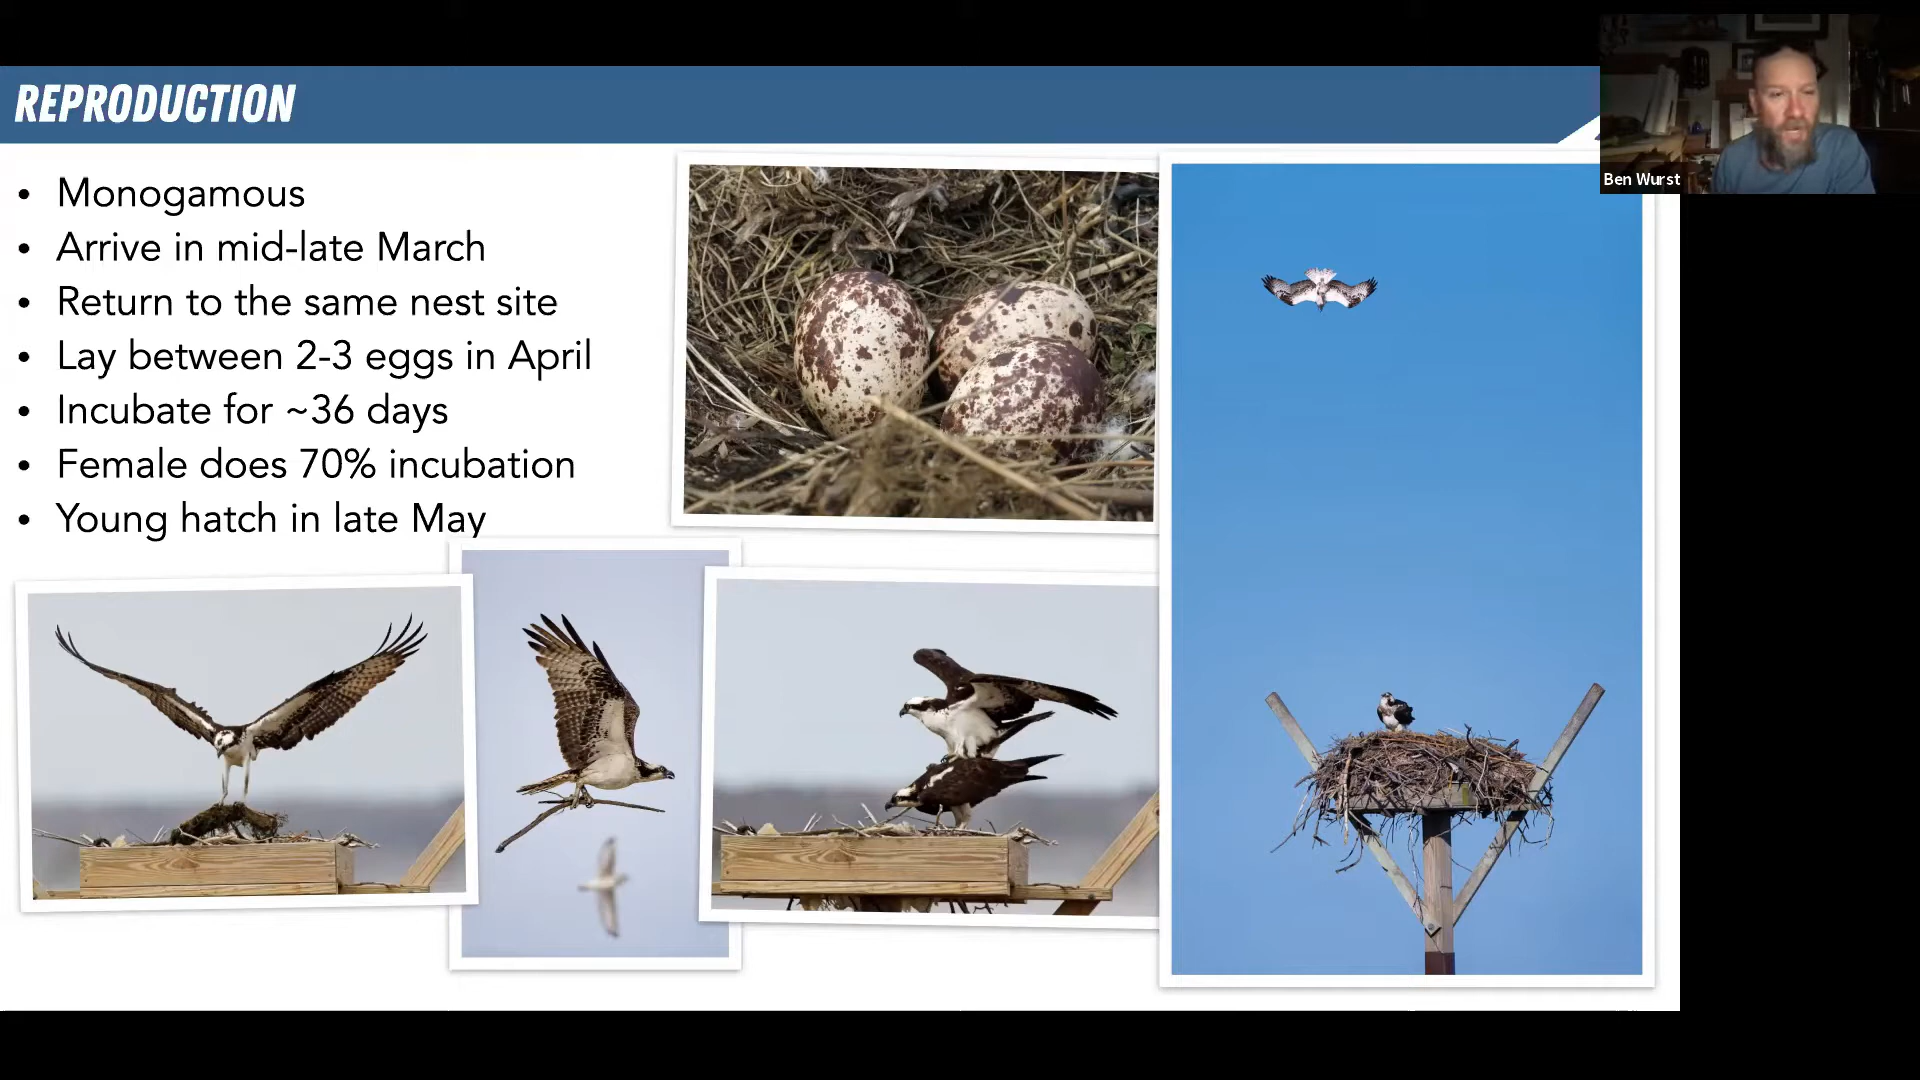 REPRODUCTION
• Monogamous
• Arrive in mid-late March
• Return to the same nest site
• Lay between 2-3 eggs in April
• Incubate for ~36 days
• Female does 70% incubation
• Young hatch in late May
Ben Wurst